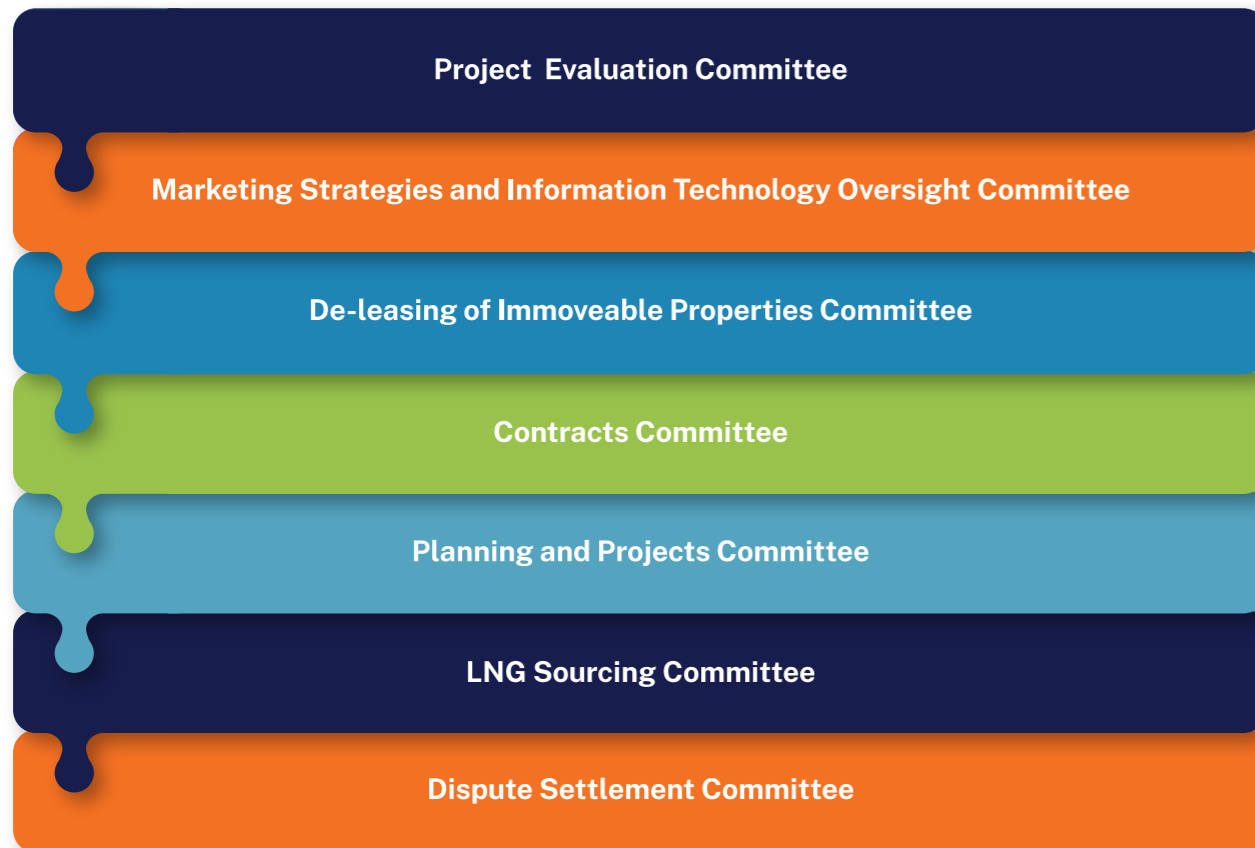 Project Evaluation Committee
Marketing Strategies and Information Technology Oversight Committee
De-leasing of Immoveable Properties Committee
Contracts Committee
Planning and Projects Committee
LNG Sourcing Committee
Dispute Settlement Committee